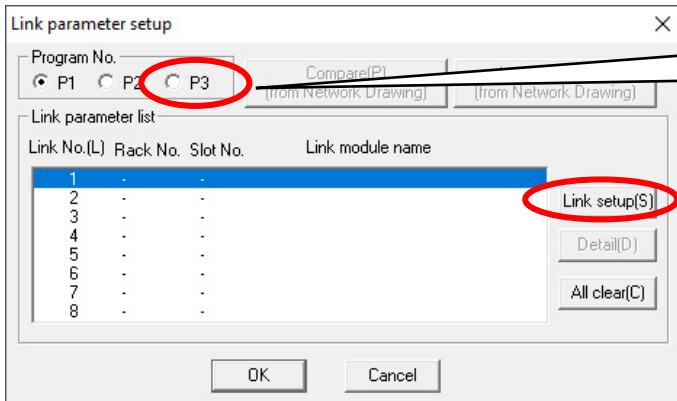 Link parameter setup
Program No.
P1 P2 P3
Compare(P)
(from Network Drawing)
(from Network Drawing)
Link parameter list
Link No.(L) Rack No. Slot No. Link module name
1 - -
2 - -
3 - -
4 - -
5 - -
6 - -
7 - -
8 - -
Link setup(S)
Detail(D)
All clear(C)
OK Cancel